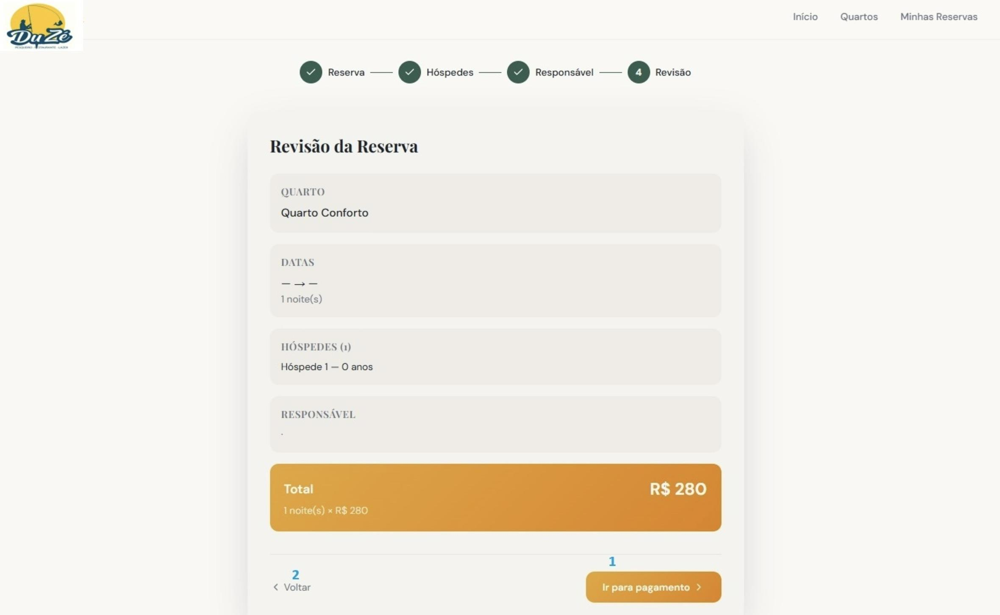 DuZé
PESQUEIRO - RESTAURANTE - LAZER
Início Quartos Minhas Reservas
Reserva Hóspedes Responsável 4 Revisão
Revisão da Reserva
QUARTO
Quarto Conforto
DATAS
— → —
1 noite(s)
HÓSPEDES (1)
Hóspede 1 — 0 anos
RESPONSÁVEL
.
Total R$ 280
1 noite(s) × R$ 280
1
2
Voltar Ir para pagamento